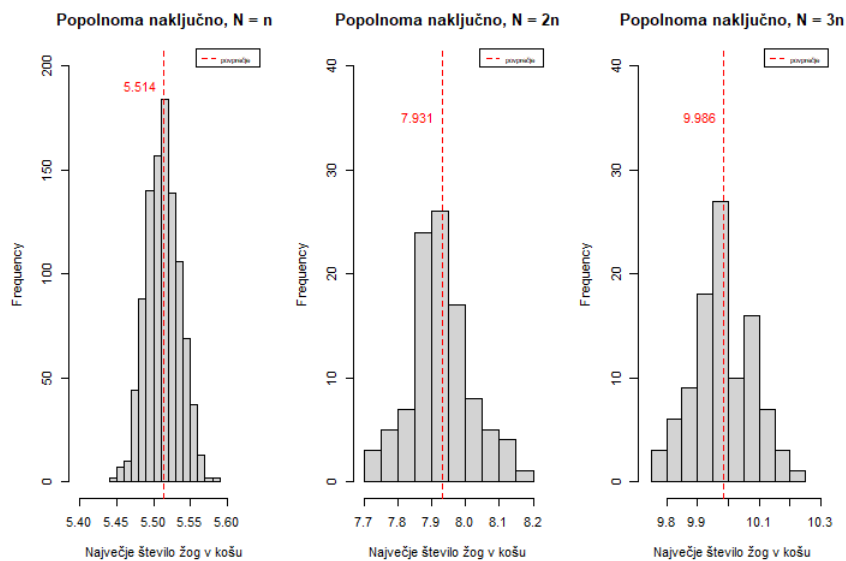 Popolnoma naključno, N = n
povprečje
5.514
Frequency
0
50
100
150
200
5.40
5.45
5.50
5.55
5.60
Največje število žog v košu
Popolnoma naključno, N = 2n
povprečje
7.931
Frequency
0
10
20
30
40
7.7
7.8
7.9
8.0
8.1
8.2
Največje število žog v košu
Popolnoma naključno, N = 3n
povprečje
9.986
Frequency
0
10
20
30
40
9.8
9.9
10.1
10.3
Največje število žog v košu